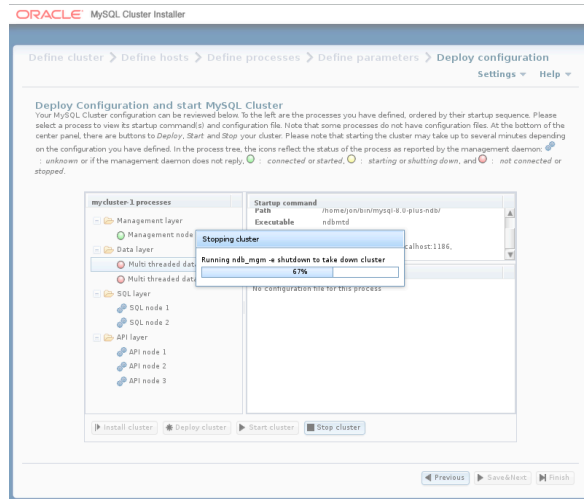 ORACLE MySQL Cluster Installer
Define cluster > Define hosts > Define processes > Define parameters > Deploy configuration
Settings Help
Deploy Configuration and start MySQL Cluster
Your MySQL Cluster configuration can be reviewed below. To the left are the processes you have defined, ordered by their startup sequence. Please
select a process to view its startup command(s) and configuration file. Note that some processes do not have configuration files. At the bottom of the
center panel, there are buttons to Deploy, Start and Stop your cluster. Please note that starting the cluster may take up to several minutes depending
on the configuration you have defined. In the process tree, the icons reflect the status of the process as reported by the management daemon:
: unknown or if the management daemon does not reply, : connected or started, : starting or shutting down, and : not connected or
stopped.
mycluster-1 processes
Management layer
Management node
Data layer
Multi threaded data
Multi threaded data
SQL layer
SQL node 1
SQL node 2
API layer
API node 1
API node 2
API node 3
Startup command
Path /home/jon/bin/mysql-8.0-plus-ndb/
Executable ndbmtd
calhost:1186,
No configuration file for this process
Stopping cluster
Running ndb_mgm -e shutdown to take down cluster
67%
Install cluster Deploy cluster Start cluster Stop cluster
Previous Save&Next Finish